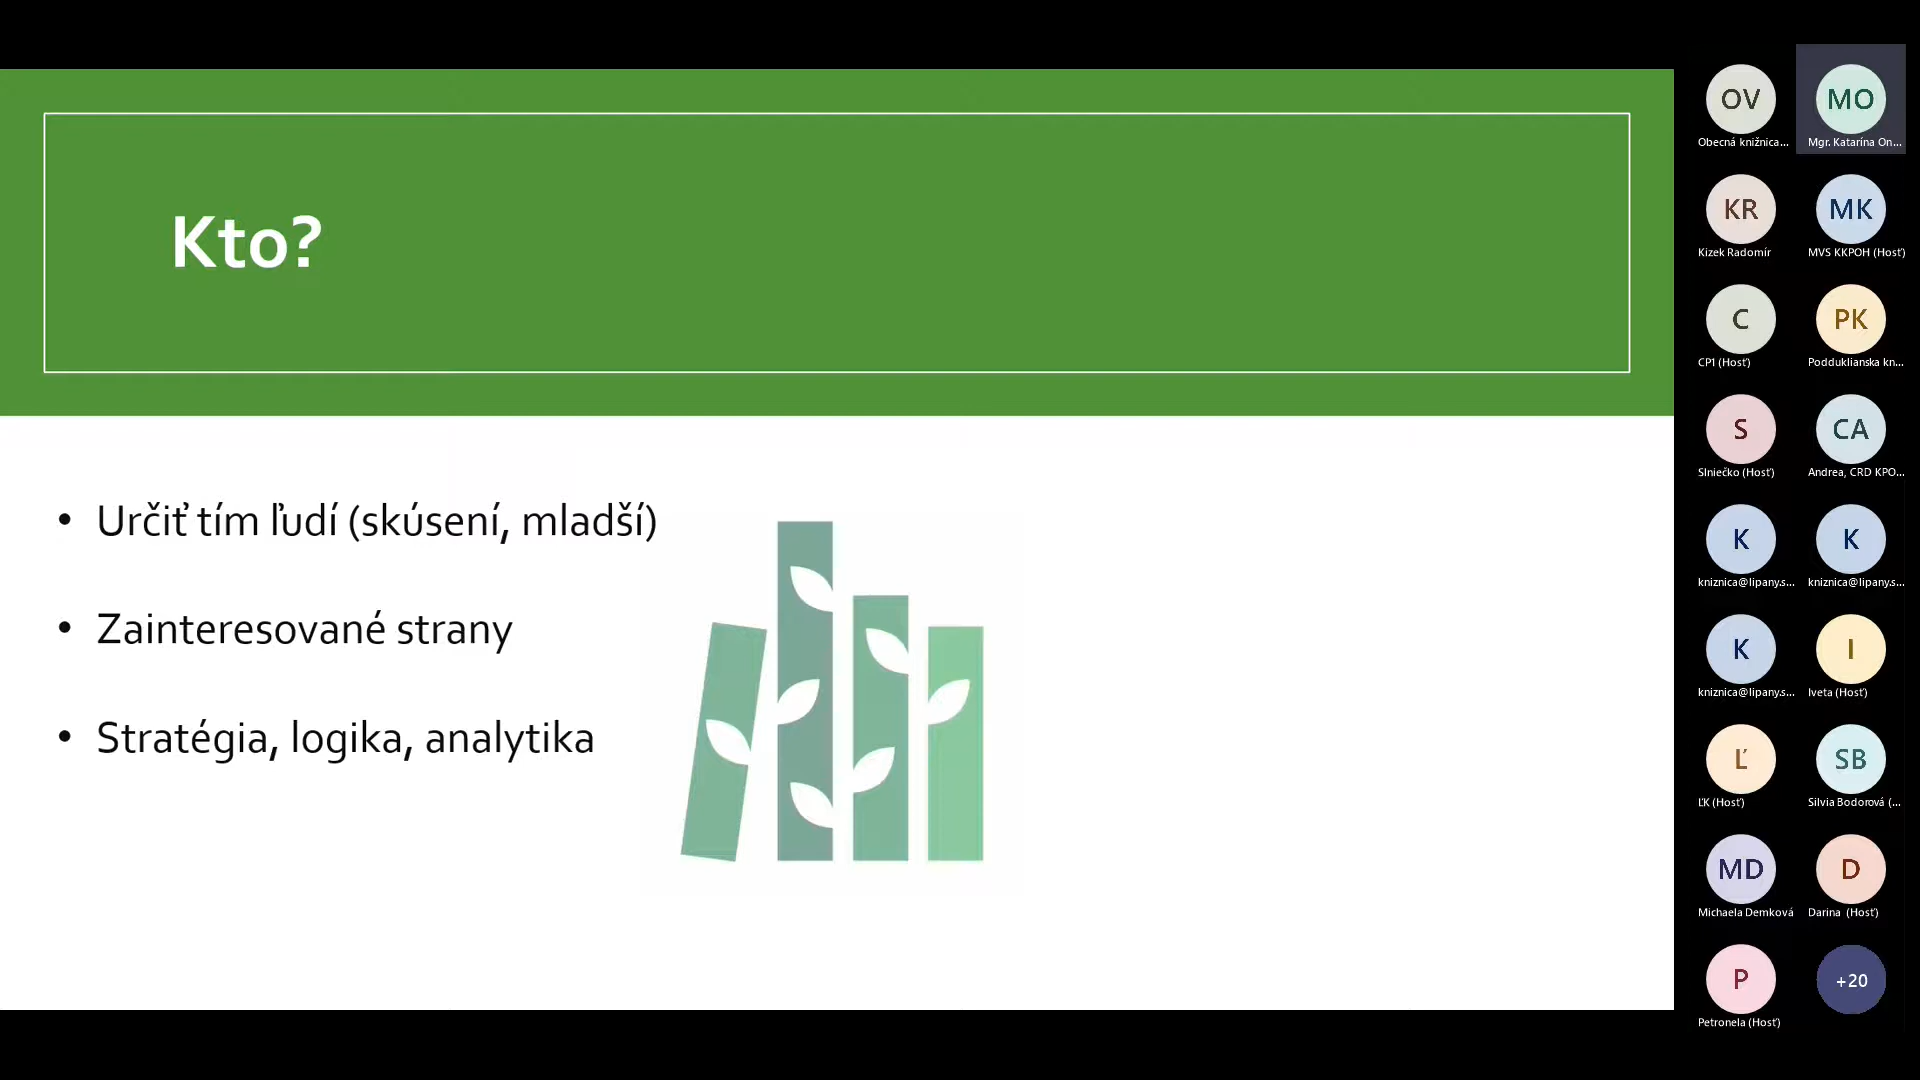 Kto?
• Určiť tím ľudí (skúsení, mladší)
• Zainteresované strany
• Stratégia, logika, analytika
OV
MO
Obecná knižnica...
Mgr. Katarína On...
KR
MK
Kizek Radomír
MVS KKPOH (Hosť)
C
PK
CP1 (Hosť)
Podduklianska kn...
S
CA
Slniečko (Hosť)
Andrea, CRD KPO...
K
K
kniznica@lipany.s...
kniznica@lipany.s...
K
I
kniznica@lipany.s...
Iveta (Hosť)
Ľ
SB
ĽK (Hosť)
Silvia Bodorová (...
MD
D
Michaela Demková
Darina (Hosť)
P
+20
Petronela (Hosť)